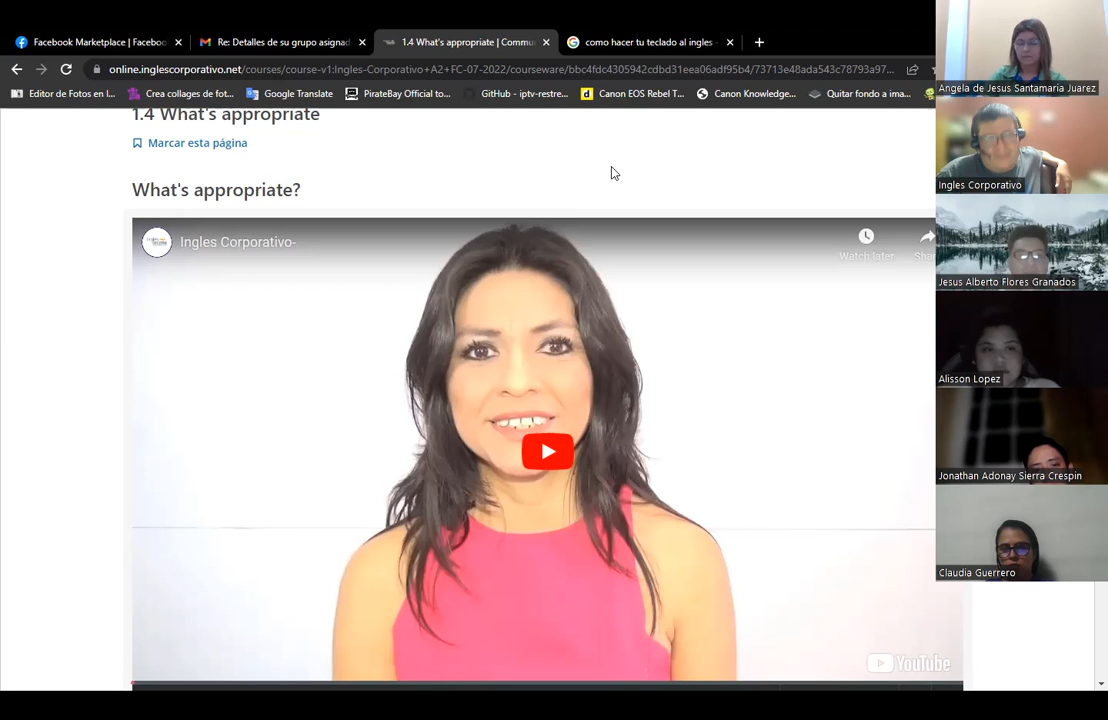 Facebook Marketplace | Faceboo
Re: Detalles de su grupo asignad
1.4 What's appropriate | Commu
como hacer tu teclado al ingles -
online.inglescorporativo.net/courses/course-v1:Ingles-Corporativo+A2+FC-07-2022/courseware/bbc4fdc4305942cdbd31eea06adf95b4/73713e48ada543c78793a97...
Editor de Fotos en l...
Crea collages de fot...
Google Translate
PirateBay Official to...
GitHub - iptv-restre...
Canon EOS Rebel T...
Canon Knowledge...
Quitar fondo a ima...
1.4 What's appropriate
Marcar esta página
What's appropriate?
Ingles Corporativo-
Watch later
Shar
YouTube
Angela de Jesus Santamaria Juarez
Ingles Corporativo
Jesus Alberto Flores Granados
Alisson Lopez
Jonathan Adonay Sierra Crespin
Claudia Guerrero